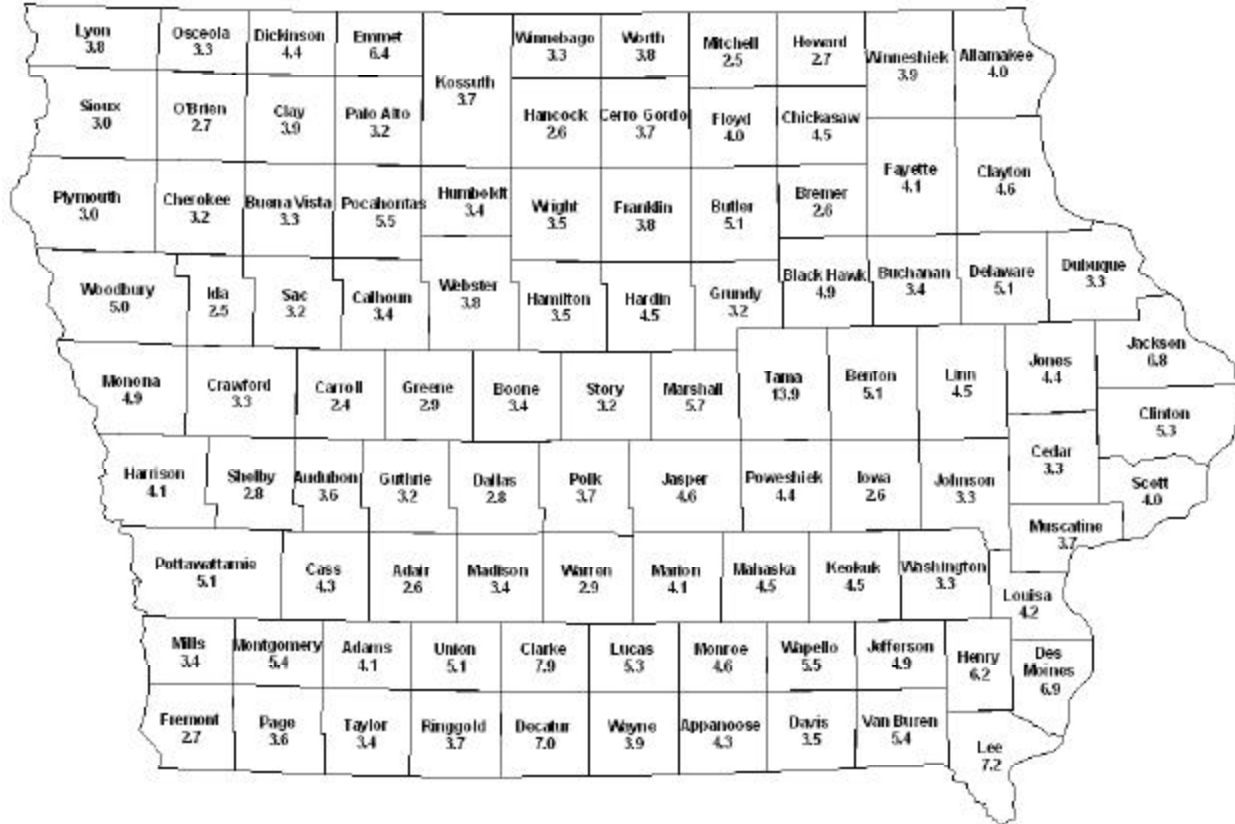 Lyon
3.8
Osceola
3.3
Dickinson
4.4
Emmet
6.4
Kossuth
3.7
Winnebago
3.3
Worth
3.8
Mitchell
2.5
Howard
2.7
Winneshiek
3.9
Allamakee
4.0
Sioux
3.0
O'Brien
2.7
Clay
3.9
Palo Alto
3.2
Hancock
2.6
Cerro Gordo
3.7
Floyd
4.0
Chickasaw
4.5
Fayette
4.1
Clayton
4.6
Plymouth
3.0
Cherokee
3.2
Buena Vista
3.3
Pocahontas
5.5
Humboldt
3.4
Wright
3.5
Franklin
3.8
Butler
5.1
Bremer
2.6
Woodbury
5.0
Ida
2.5
Sac
3.2
Calhoun
3.4
Webster
3.8
Hamilton
3.5
Hardin
4.5
Grundy
3.2
Black Hawk
4.9
Buchanan
3.4
Delaware
5.1
Dubuque
3.3
Monona
4.9
Crawford
3.3
Carroll
2.4
Greene
2.9
Boone
3.4
Story
3.2
Marshall
5.7
Tama
13.9
Benton
5.1
Linn
4.5
Jones
4.4
Jackson
6.8
Clinton
5.3
Harrison
4.1
Shelby
2.8
Audubon
3.6
Guthrie
3.2
Dallas
2.8
Polk
3.7
Jasper
4.6
Poweshiek
4.4
Iowa
2.6
Johnson
3.3
Cedar
3.3
Scott
4.0
Muscatine
3.7
Pottawattamie
5.1
Cass
4.3
Adair
2.6
Madison
3.4
Warren
2.9
Marion
4.1
Mahaska
4.5
Keokuk
4.5
Washington
3.3
Louisa
4.2
Mills
3.4
Montgomery
5.4
Adams
4.1
Union
5.1
Clarke
7.9
Lucas
5.3
Monroe
4.6
Wapello
5.5
Jefferson
4.9
Henry
6.2
Des
Moines
6.9
Fremont
2.7
Page
3.6
Taylor
3.4
Ringgold
3.7
Decatur
7.0
Wayne
3.9
Appanoose
4.3
Davis
3.5
Van Buren
5.4
Lee
7.2